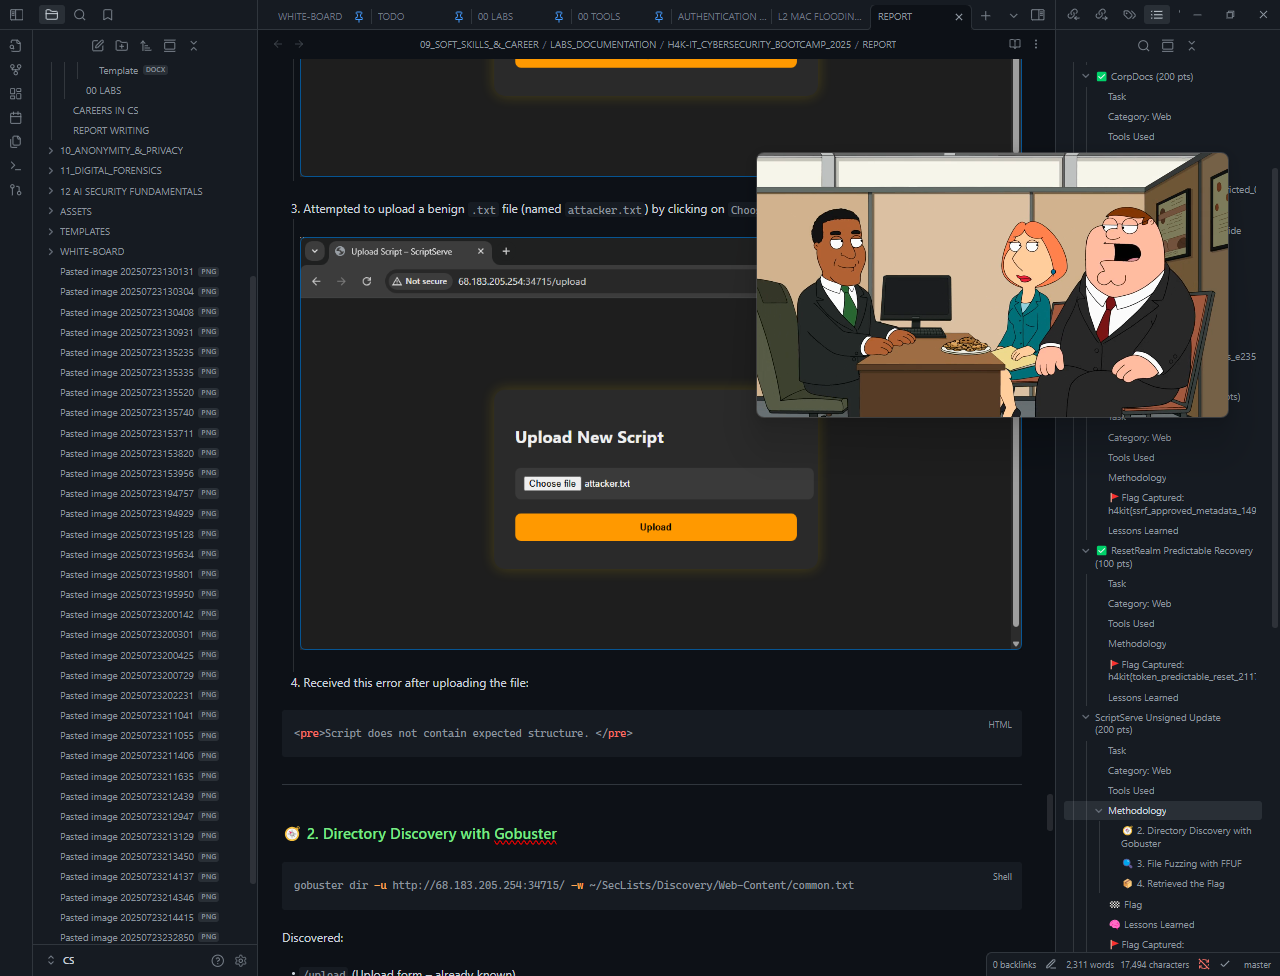 WHITE-BOARD
TODO
00 LABS
00 TOOLS
AUTHENTICATION ...
L2 MAC FLOODIN...
REPORT
09_SOFT_SKILLS_&_CAREER / LABS_DOCUMENTATION / H4K-IT_CYBERSECURITY_BOOTCAMP_2025 / REPORT
Template DOCX
00 LABS
CAREERS IN CS
REPORT WRITING
10_ANONYMITY_&_PRIVACY
11_DIGITAL_FORENSICS
12 AI SECURITY FUNDAMENTALS
ASSETS
TEMPLATES
WHITE-BOARD
Pasted image 20250723130131 PNG
Pasted image 20250723130304 PNG
Pasted image 20250723130408 PNG
Pasted image 20250723130931 PNG
Pasted image 20250723135235 PNG
Pasted image 20250723135335 PNG
Pasted image 20250723135520 PNG
Pasted image 20250723135740 PNG
Pasted image 20250723153711 PNG
Pasted image 20250723153820 PNG
Pasted image 20250723153956 PNG
Pasted image 20250723194757 PNG
Pasted image 20250723194929 PNG
Pasted image 20250723195128 PNG
Pasted image 20250723195634 PNG
Pasted image 20250723195801 PNG
Pasted image 20250723195950 PNG
Pasted image 20250723200142 PNG
Pasted image 20250723200301 PNG
Pasted image 20250723200425 PNG
Pasted image 20250723200729 PNG
Pasted image 20250723202231 PNG
Pasted image 20250723211041 PNG
Pasted image 20250723211055 PNG
Pasted image 20250723211406 PNG
Pasted image 20250723211635 PNG
Pasted image 20250723212439 PNG
Pasted image 20250723212947 PNG
Pasted image 20250723213129 PNG
Pasted image 20250723213450 PNG
Pasted image 20250723214137 PNG
Pasted image 20250723214346 PNG
Pasted image 20250723214415 PNG
Pasted image 20250723232850 PNG
CS
3. Attempted to upload a benign .txt file (named attacker.txt) by clicking on Choo
Upload Script – ScriptServe
Not secure 68.183.205.254:34715/upload
Upload New Script
Choose file attacker.txt
Upload
4. Received this error after uploading the file:
HTML
<pre>Script does not contain expected structure. </pre>
🧭 2. Directory Discovery with Gobuster
Shell
gobuster dir -u http://68.183.205.254:34715/ -w ~/SecLists/Discovery/Web-Content/common.txt
Discovered:
• /upload (Upload form – already known)
✅ CorpDocs (200 pts)
Task
Category: Web
Tools Used
Category: Web
Tools Used
Methodology
🚩 Flag Captured:
h4kit{ssrf_approved_metadata_149
Lessons Learned
✅ ResetRealm Predictable Recovery
(100 pts)
Task
Category: Web
Tools Used
Methodology
🚩 Flag Captured:
h4kit{token_predictable_reset_211
Lessons Learned
ScriptServe Unsigned Update
(200 pts)
Task
Category: Web
Tools Used
Methodology
🧭 2. Directory Discovery with
Gobuster
🔍 3. File Fuzzing with FFUF
📦 4. Retrieved the Flag
🏁 Flag
🧠 Lessons Learned
🚩 Flag Captured:
0 backlinks 2,311 words 17,494 characters master